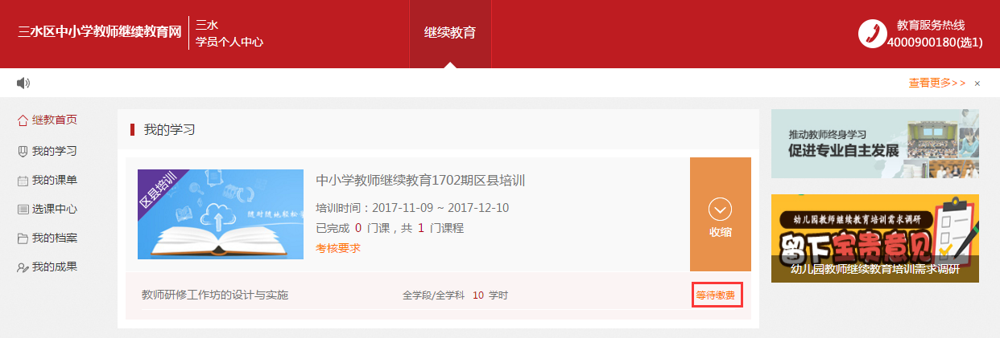 三水区中小学教师继续教育网
三水
学员个人中心
继续教育
教育服务热线
4000900180(选1)
查看更多>> ×
继教首页
我的学习
我的课单
选课中心
我的档案
我的成果
我的学习
区县培训
随时随地轻松学
中小学教师继续教育1702期区县培训
培训时间：2017-11-09 ~ 2017-12-10
已完成 0 门课，共 1 门课程
考核要求
收缩
教师研修工作坊的设计与实施 全学段/全学科 10 学时 等待缴费
推动教师终身学习
促进专业自主发展
幼儿园教师继续教育培训需求调研
留下宝贵意见
幼儿园教师继续教育培训需求调研